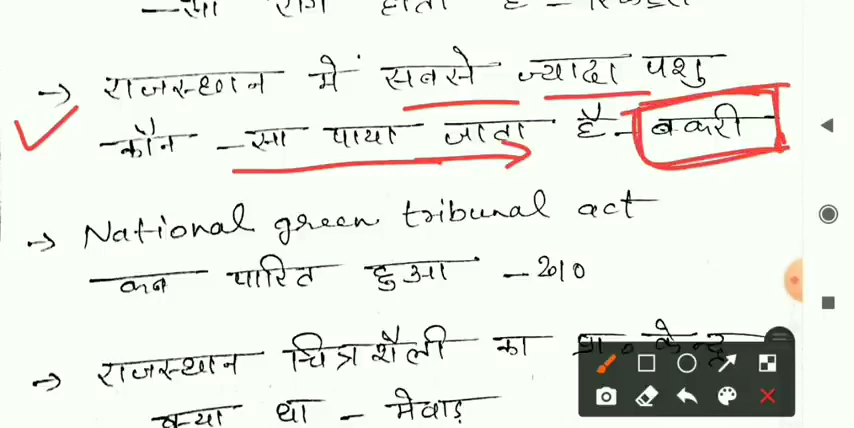 -सा रोग होता है -
→ राजस्थान में सबसे ज्यादा पशु
कौन -सा पाया जाता है - बकरी
→ National green tribunal act
कब पारित हुआ - 2010
→ राजस्थान चित्रशैली का प्रा. केन्द्र
क्या था - मेवाड़